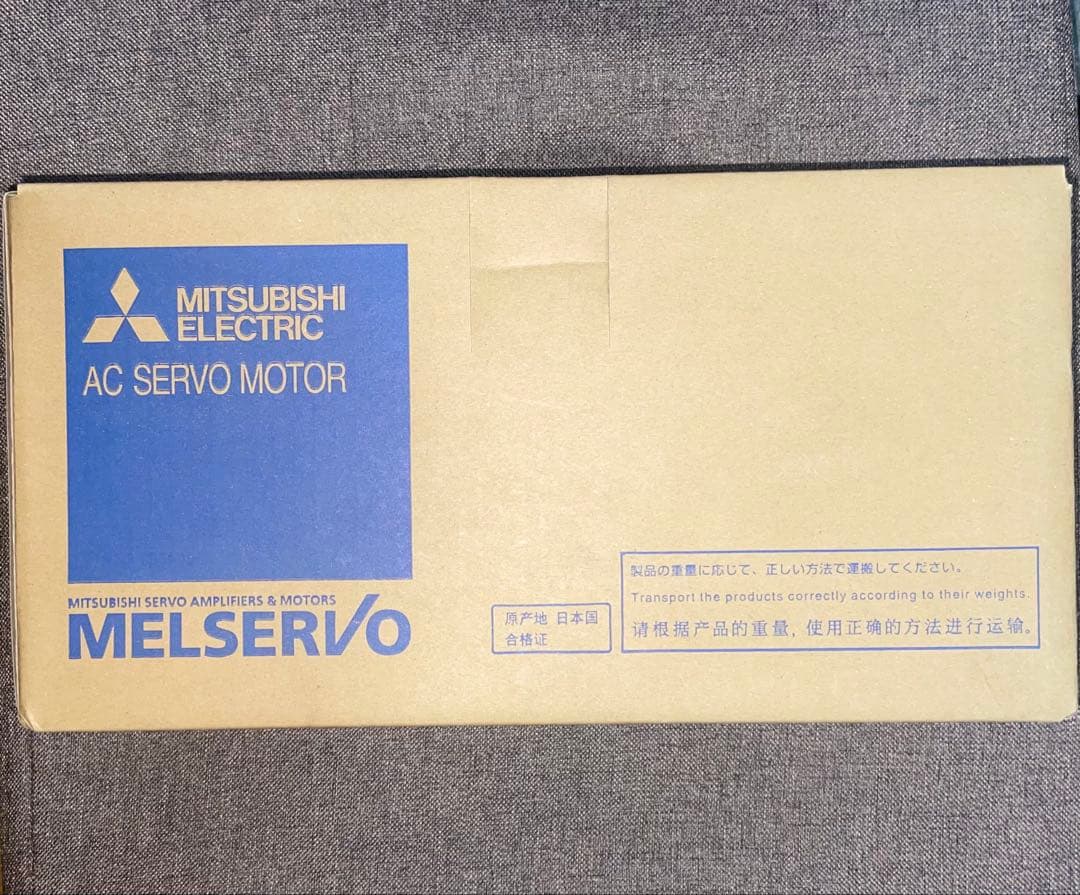 MITSUBISHI
ELECTRIC
AC SERVO MOTOR
MITSUBISHI SERVO AMPLIFIERS & MOTORS
MELSERVO
原产地 日本国
合格证
製品の重量に応じて、正しい方法で運搬してください。
Transport the products correctly according to their weights.
请根据产品的重量, 使用正确的方法进行运输。